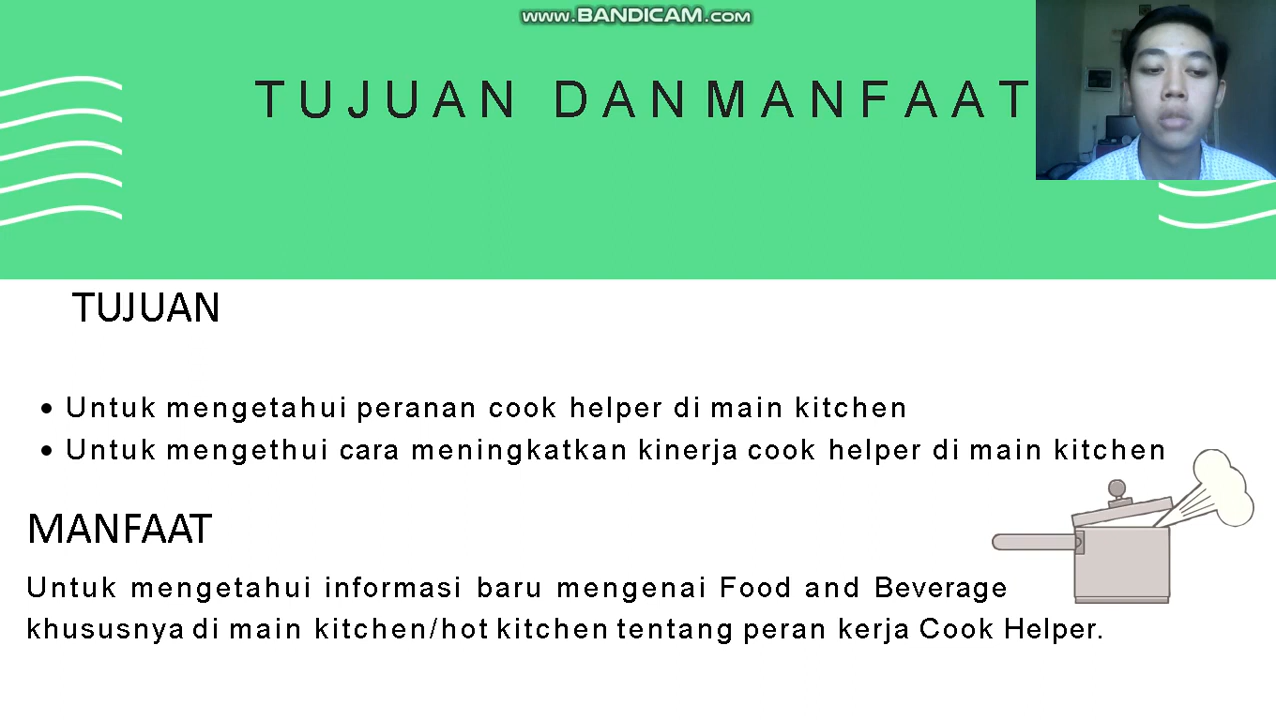 www.BANDICAM.com
TUJUAN DANMANFAAT
TUJUAN
• Untuk mengetahui peranan cook helper di main kitchen
• Untuk mengethui cara meningkatkan kinerja cook helper di main kitchen
MANFAAT
Untuk mengetahui informasi baru mengenai Food and Beverage
khususnya di main kitchen/hot kitchen tentang peran kerja Cook Helper.